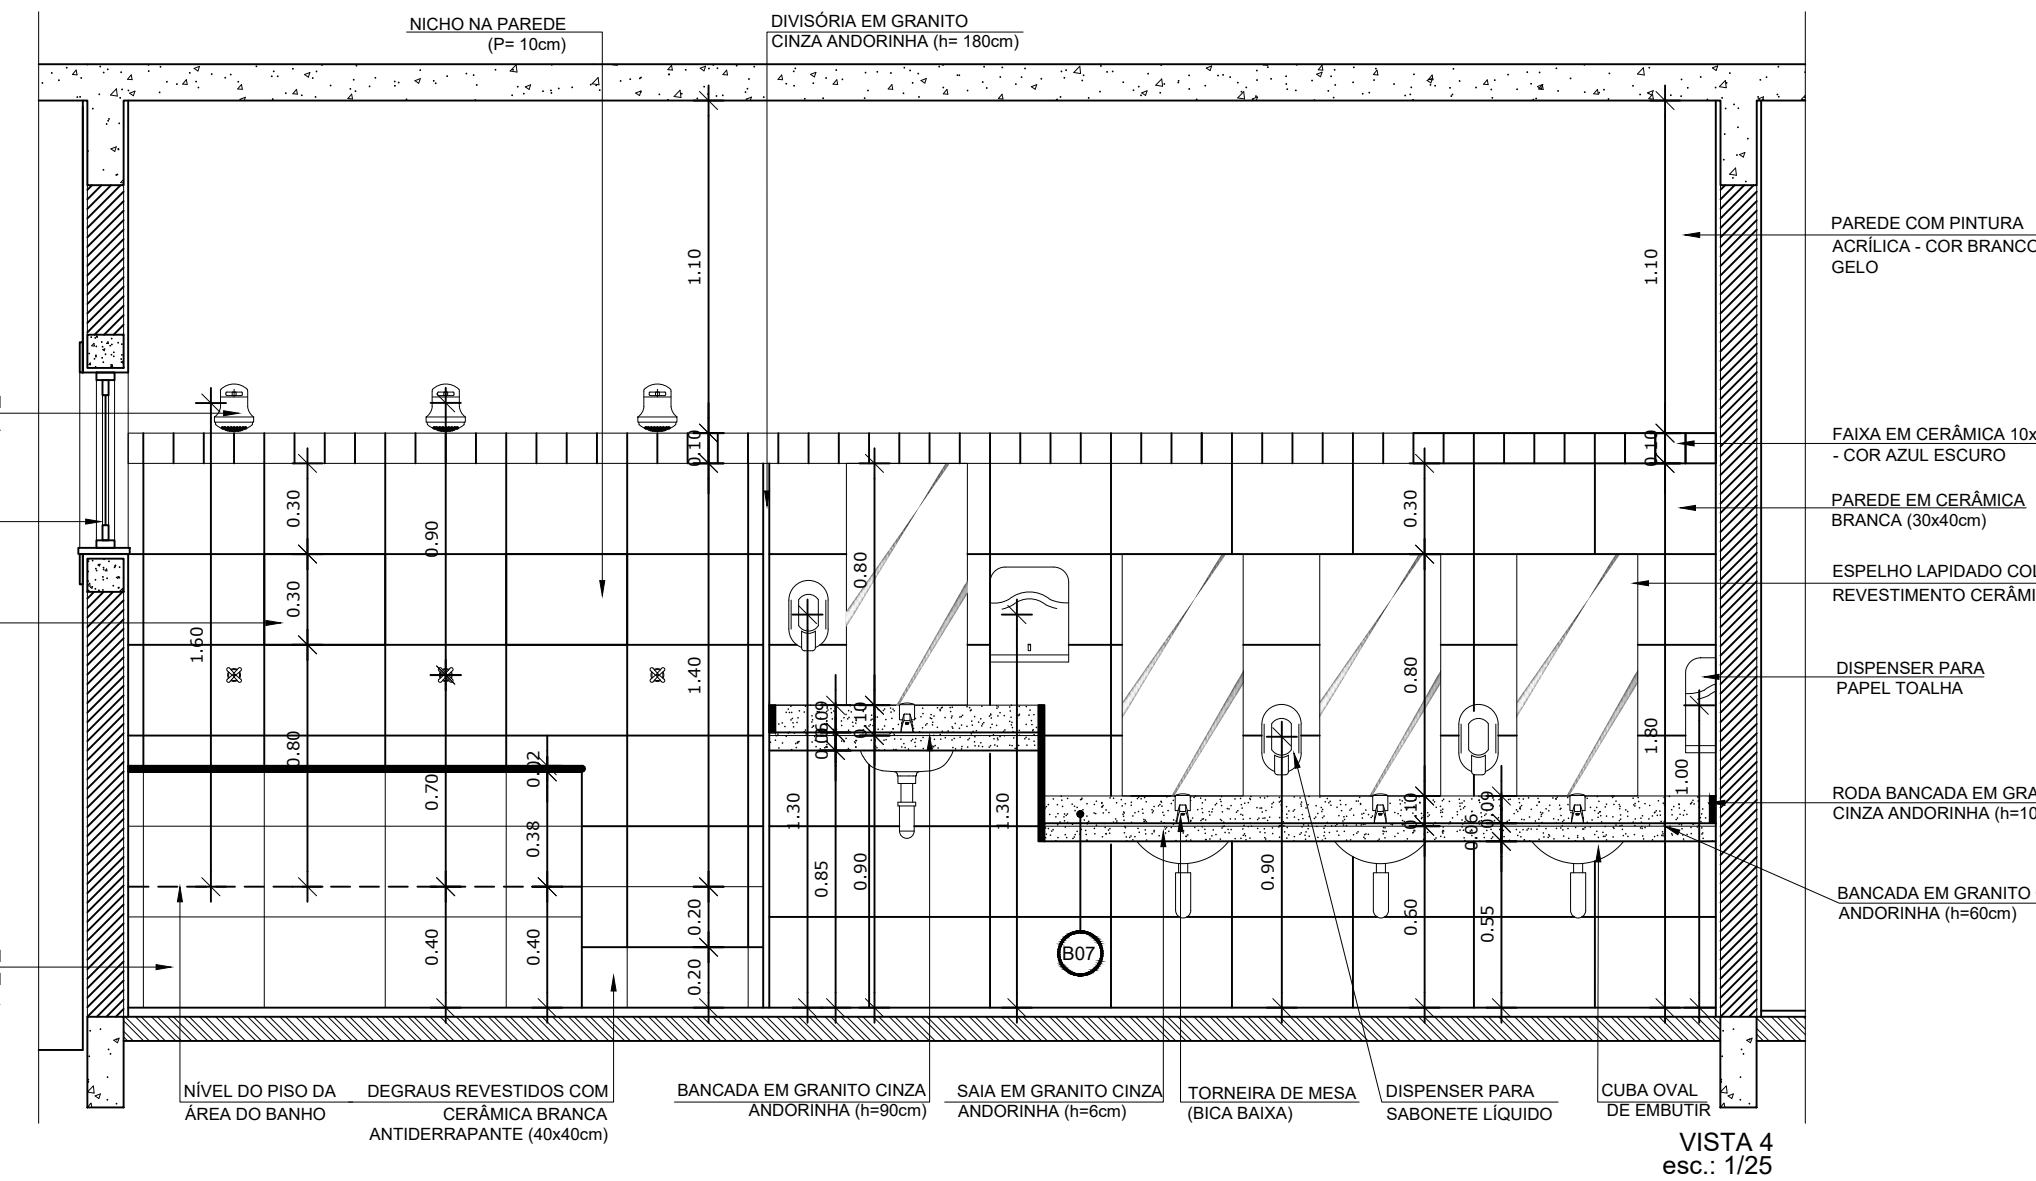 NICHO NA PAREDE
(P= 10cm)
DIVISÓRIA EM GRANITO
CINZA ANDORINHA (h= 180cm)
1.10
1.10
PAREDE COM PINTURA
ACRÍLICA - COR BRANCO
GELO
0.10
0.10
FAIXA EM CERÂMICA 10x
- COR AZUL ESCURO
0.30
0.90
0.80
0.30
PAREDE EM CERÂMICA
BRANCA (30x40cm)
0.30
1.60
ESPELHO LAPIDADO COL
REVESTIMENTO CERÂMI
1.40
0.80
DISPENSER PARA
PAPEL TOALHA
0.80
0.02
0.70
0.09
0.06
0.10
1.80
1.00
0.38
1.30
1.30
0.10
0.09
0.06
RODA BANCADA EM GRA
CINZA ANDORINHA (h=10
0.85
0.90
0.90
0.60
0.55
BANCADA EM GRANITO
ANDORINHA (h=60cm)
0.40
0.40
0.20
0.20
B07
NÍVEL DO PISO DA
ÁREA DO BANHO
DEGRAUS REVESTIDOS COM
CERÂMICA BRANCA
ANTIDERRAPANTE (40x40cm)
BANCADA EM GRANITO CINZA
ANDORINHA (h=90cm)
SAIA EM GRANITO CINZA
ANDORINHA (h=6cm)
TORNEIRA DE MESA
(BICA BAIXA)
DISPENSER PARA
SABONETE LÍQUIDO
CUBA OVAL
DE EMBUTIR
VISTA 4
esc.: 1/25